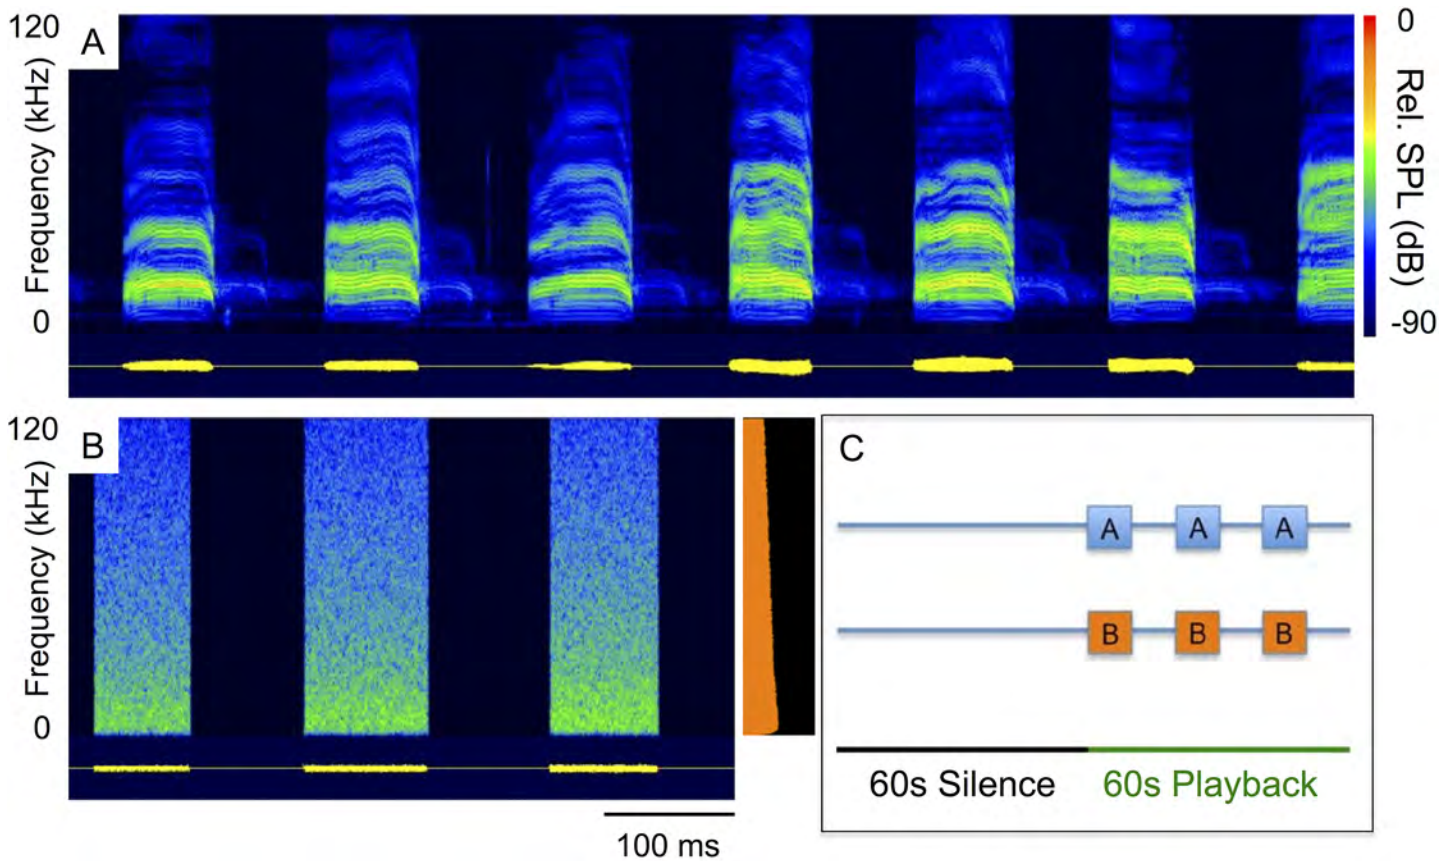 120
A
Frequency (kHz)
0
0
Rel. SPL (dB)
-90
120
B
Frequency (kHz)
0
100 ms
C
A A A
B B B
60s Silence 60s Playback